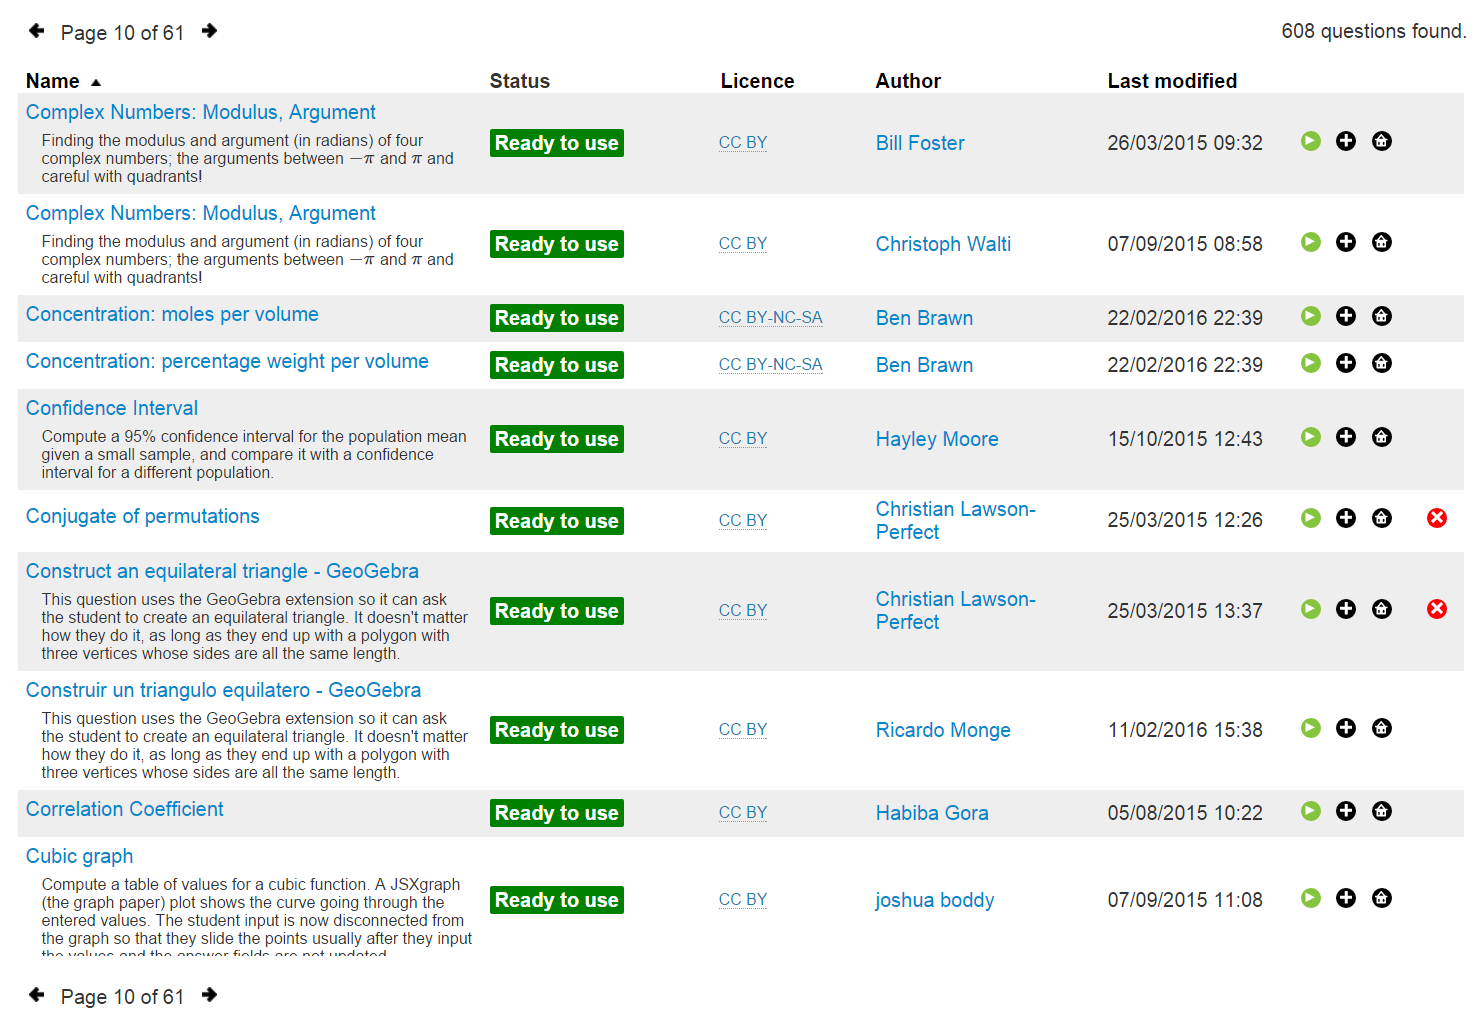 Page 10 of 61
608 questions found.
Name Status Licence Author Last modified
Complex Numbers: Modulus, Argument
Finding the modulus and argument (in radians) of four
complex numbers; the arguments between −π and π and
careful with quadrants!
Ready to use CC BY Bill Foster 26/03/2015 09:32
Complex Numbers: Modulus, Argument
Finding the modulus and argument (in radians) of four
complex numbers; the arguments between −π and π and
careful with quadrants!
Ready to use CC BY Christoph Walti 07/09/2015 08:58
Concentration: moles per volume Ready to use CC BY-NC-SA Ben Brawn 22/02/2016 22:39
Concentration: percentage weight per volume Ready to use CC BY-NC-SA Ben Brawn 22/02/2016 22:39
Confidence Interval
Compute a 95% confidence interval for the population mean
given a small sample, and compare it with a confidence
interval for a different population.
Ready to use CC BY Hayley Moore 15/10/2015 12:43
Conjugate of permutations Ready to use CC BY Christian Lawson-
Perfect 25/03/2015 12:26
Construct an equilateral triangle - GeoGebra
This question uses the GeoGebra extension so it can ask
the student to create an equilateral triangle. It doesn't matter
how they do it, as long as they end up with a polygon with
three vertices whose sides are all the same length.
Ready to use CC BY Christian Lawson-
Perfect 25/03/2015 13:37
Construir un triangulo equilatero - GeoGebra
This question uses the GeoGebra extension so it can ask
the student to create an equilateral triangle. It doesn't matter
how they do it, as long as they end up with a polygon with
three vertices whose sides are all the same length.
Ready to use CC BY Ricardo Monge 11/02/2016 15:38
Correlation Coefficient Ready to use CC BY Habiba Gora 05/08/2015 10:22
Cubic graph
Compute a table of values for a cubic function. A JSXgraph
(the graph paper) plot shows the curve going through the
entered values. The student input is now disconnected from
the graph so that they slide the points usually after they input
the values and the answer fields are not updated
Ready to use CC BY joshua boddy 07/09/2015 11:08
Page 10 of 61